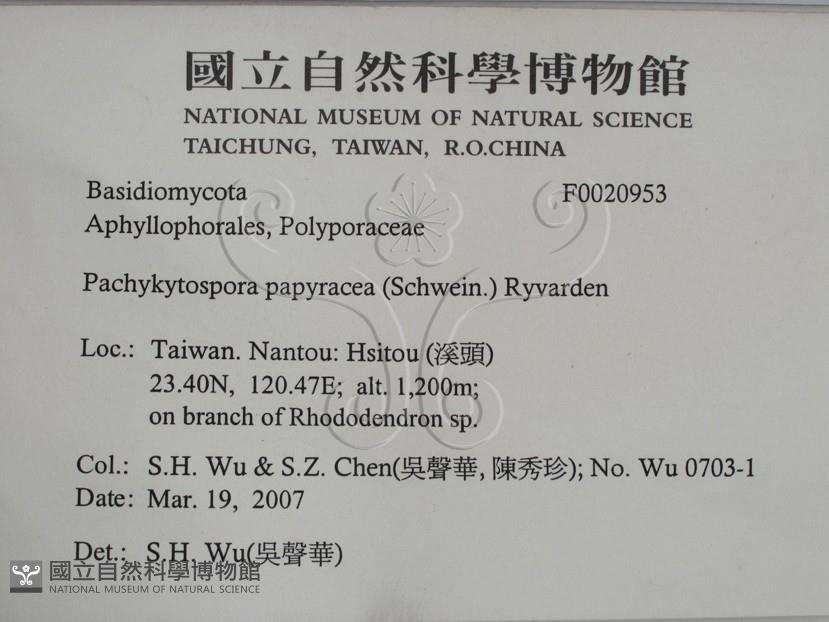 國立自然科學博物館
NATIONAL MUSEUM OF NATURAL SCIENCE
TAICHUNG, TAIWAN, R.O.CHINA
Basidiomycota F0020953
Aphyllophorales, Polyporaceae
Pachykytospora papyracea (Schwein.) Ryvarden
Loc.: Taiwan. Nantou: Hsitou (溪頭)
23.40N, 120.47E; alt. 1,200m;
on branch of Rhododendron sp.
Col.: S.H. Wu & S.Z. Chen(吳聲華, 陳秀珍); No. Wu 0703-1
Date: Mar. 19, 2007
Det.: S.H. Wu(吳聲華)
國立自然科學博物館
NATIONAL MUSEUM OF NATURAL SCIENCE